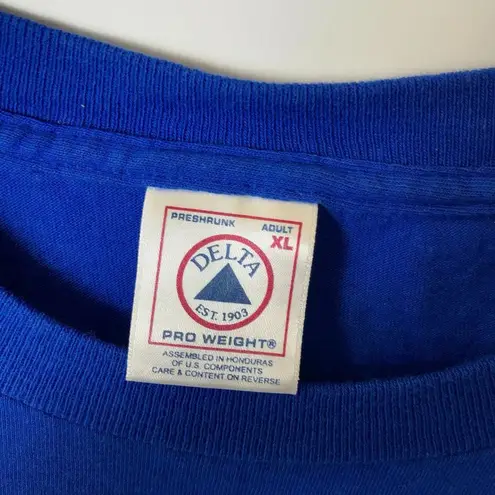 PRESHRUNK ADULT
XL
DELTA
EST. 1903
PRO WEIGHT®
ASSEMBLED IN HONDURAS
OF U.S. COMPONENTS
CARE & CONTENT ON REVERSE